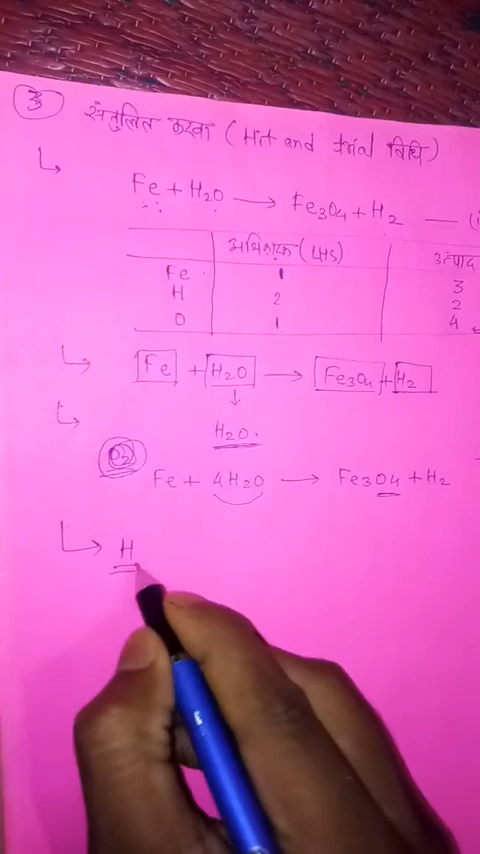 3 संतुलित करना (Hit and trial विधि)
Fe + H₂O → Fe₃O₄ + H₂ — (i
अभिकारक (LHS) उत्पाद
Fe 1 3
H 2 2
O 1 4
Fe + H₂O → Fe₃O₄ + H₂
↓
H₂O.
Fe + 4H₂O → Fe₃O₄ + H₂
H